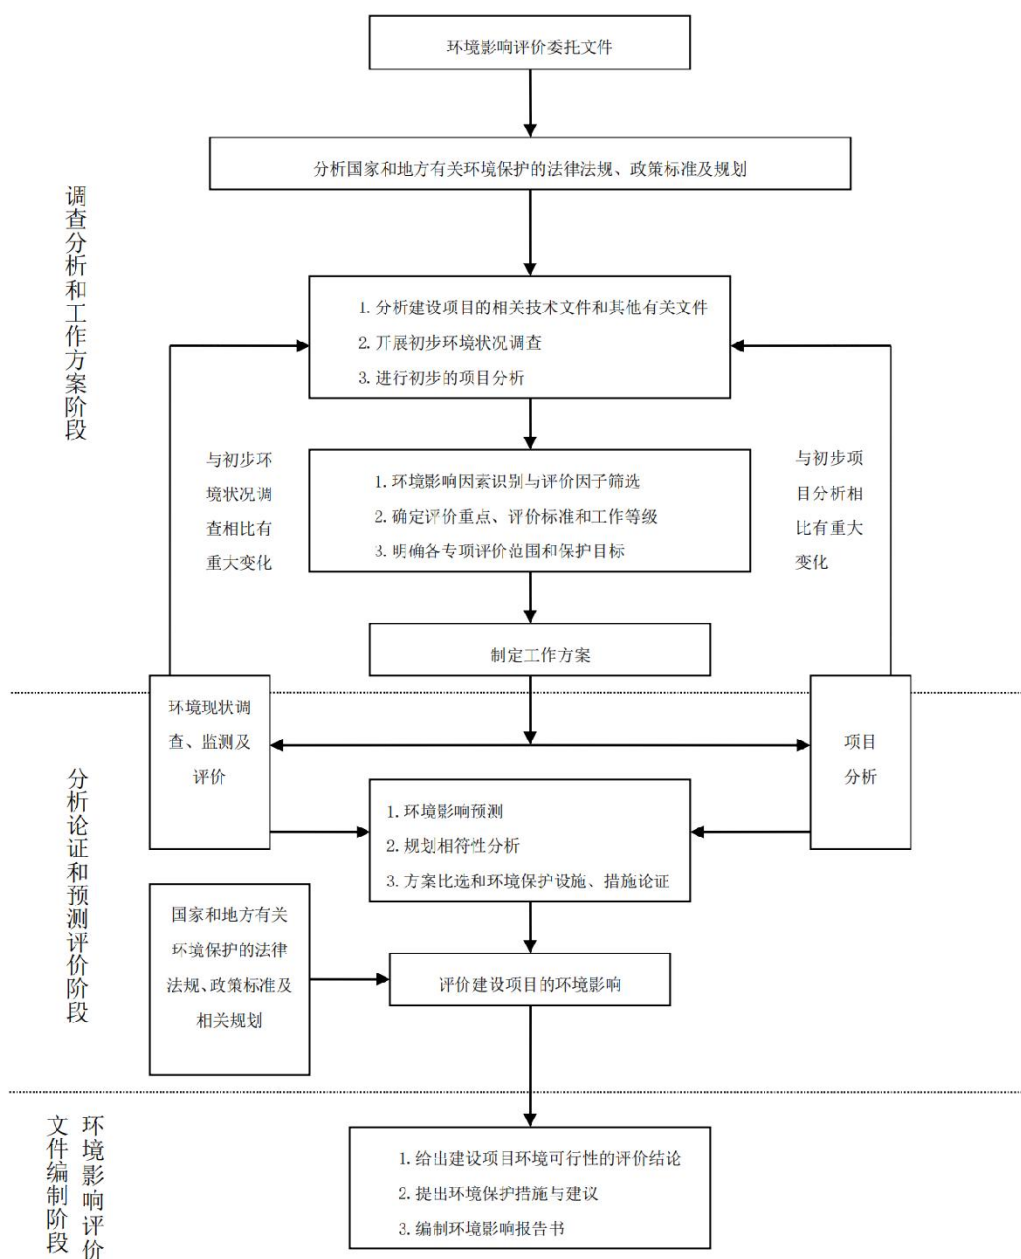 环境影响评价委托文件
分析国家和地方有关环境保护的法律法规、政策标准及规划
调查分析和工作方案阶段
1. 分析建设项目的相关技术文件和其他有关文件
2. 开展初步环境状况调查
3. 进行初步的项目分析
与初步环
境状况调
查相比有
重大变化
1. 环境影响因素识别与评价因子筛选
2. 确定评价重点、评价标准和工作等级
3. 明确各专项评价范围和保护目标
与初步项
目分析相
比有重大
变化
制定工作方案
环境现状调
查、监测及
评价
项目
分析
分析论证和预测评价阶段
1. 环境影响预测
2. 规划相符性分析
3. 方案比选和环境保护设施、措施论证
国家和地方有关
环境保护的法律
法规、政策标准及
相关规划
评价建设项目的环境影响
环境影响评价
文件编制阶段
1. 给出建设项目环境可行性的评价结论
2. 提出环境保护措施与建议
3. 编制环境影响报告书